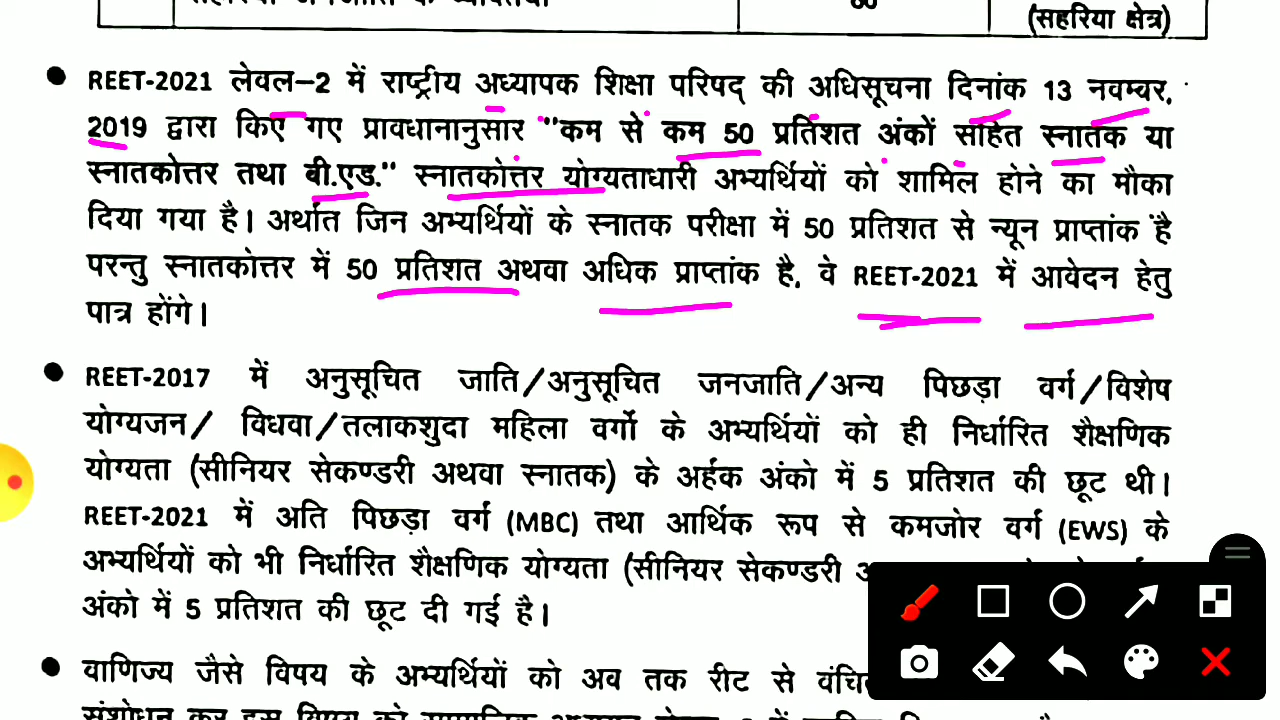 (सहरिया क्षेत्र)
REET-2021 लेवल-2 में राष्ट्रीय अध्यापक शिक्षा परिषद् की अधिसूचना दिनांक 13 नवम्बर,
2019 द्वारा किए गए प्रावधानानुसार "कम से कम 50 प्रतिशत अंकों सहित स्नातक या
स्नातकोत्तर तथा बी.एड." स्नातकोत्तर योग्यताधारी अभ्यर्थियों को शामिल होने का मौका
दिया गया है। अर्थात जिन अभ्यर्थियों के स्नातक परीक्षा में 50 प्रतिशत से न्यून प्राप्तांक है
परन्तु स्नातकोत्तर में 50 प्रतिशत अथवा अधिक प्राप्तांक है, वे REET-2021 में आवेदन हेतु
पात्र होंगे।
REET-2017 में अनुसूचित जाति/अनुसूचित जनजाति/अन्य पिछड़ा वर्ग/विशेष
योग्यजन/ विधवा/तलाकशुदा महिला वर्गो के अभ्यर्थियों को ही निर्धारित शैक्षणिक
योग्यता (सीनियर सेकण्डरी अथवा स्नातक) के अर्हक अंको में 5 प्रतिशत की छूट थी।
REET-2021 में अति पिछड़ा वर्ग (MBC) तथा आर्थिक रूप से कमजोर वर्ग (EWS) के
अभ्यर्थियों को भी निर्धारित शैक्षणिक योग्यता (सीनियर सेकण्डरी
अंको में 5 प्रतिशत की छूट दी गई है।
वाणिज्य जैसे विषय के अभ्यर्थियों को अब तक रीट से